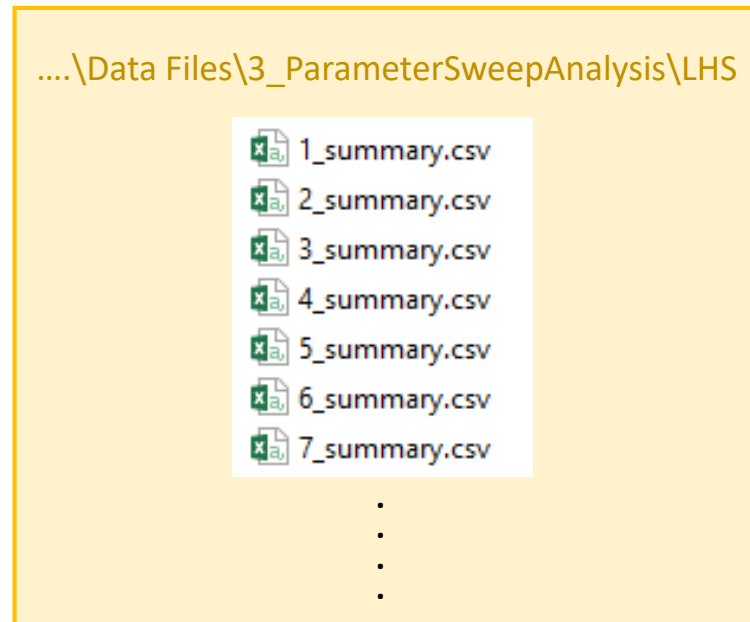 ....\Data Files\3_ParameterSweepAnalysis\LHS
1_summary.csv
2_summary.csv
3_summary.csv
4_summary.csv
5_summary.csv
6_summary.csv
7_summary.csv
.
.
.
.